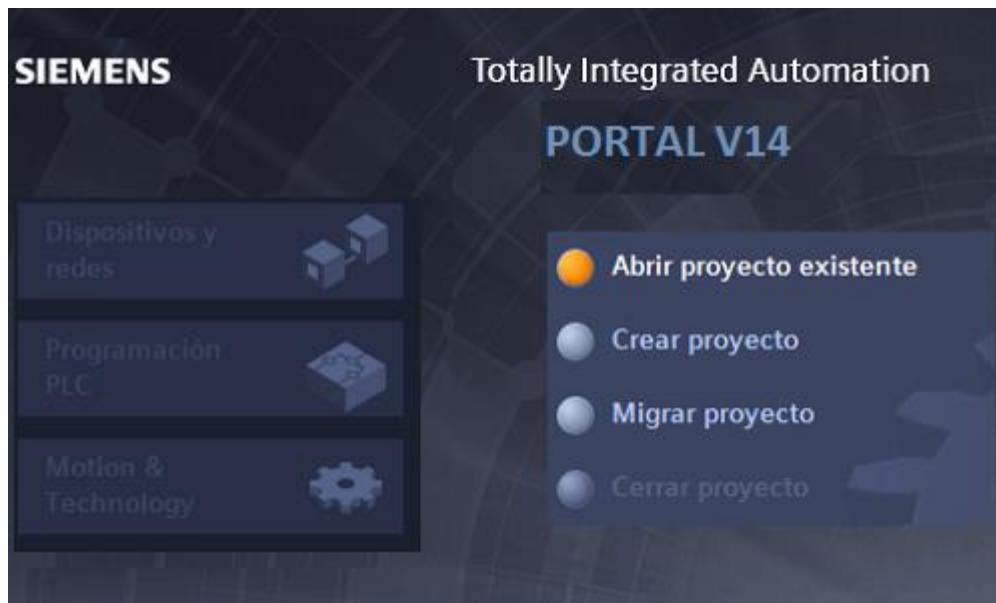 SIEMENS
Totally Integrated Automation
PORTAL V14
Dispositivos y
redes
Programación
PLC
Motion &
Technology
Abrir proyecto existente
Crear proyecto
Migrar proyecto
Cerrar proyecto